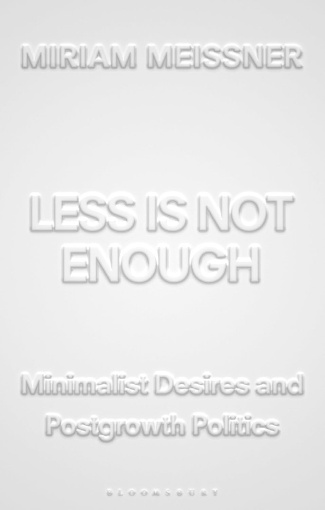 MIRIAM MEISSNER
LESS IS NOT
ENOUGH
Minimalist Desires and
Postgrowth Politics
BLOOMSBURY